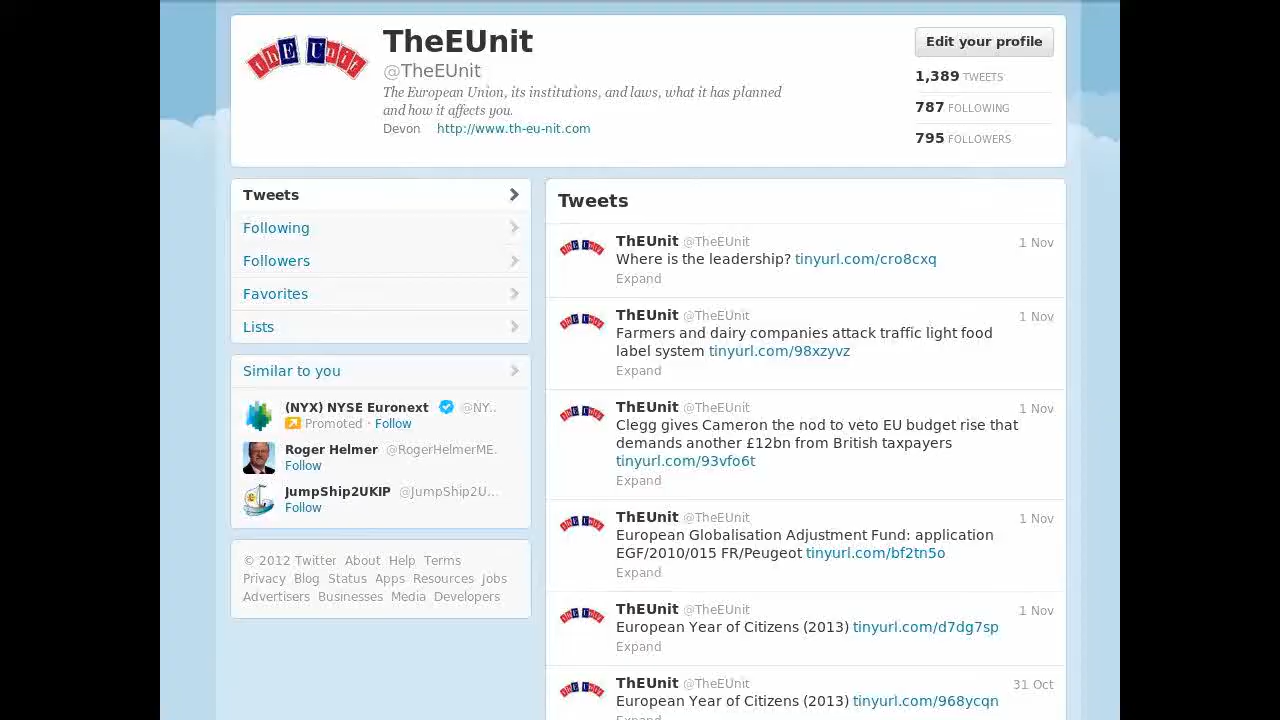 thE Unit
TheEUnit
@TheEUnit
The European Union, its institutions, and laws, what it has planned
and how it affects you.
Devon http://www.th-eu-nit.com
Edit your profile
1,389 TWEETS
787 FOLLOWING
795 FOLLOWERS
Tweets
Following
Followers
Favorites
Lists
Similar to you
(NYX) NYSE Euronext @NY..
Promoted · Follow
Roger Helmer @RogerHelmerME.
Follow
JumpShip2UKIP @JumpShip2U...
Follow
© 2012 Twitter About Help Terms
Privacy Blog Status Apps Resources Jobs
Advertisers Businesses Media Developers
Tweets
ThEUnit @TheEUnit 1 Nov
Where is the leadership? tinyurl.com/cro8cxq
Expand
ThEUnit @TheEUnit 1 Nov
Farmers and dairy companies attack traffic light food
label system tinyurl.com/98xzyvz
Expand
ThEUnit @TheEUnit 1 Nov
Clegg gives Cameron the nod to veto EU budget rise that
demands another £12bn from British taxpayers
tinyurl.com/93vfo6t
Expand
ThEUnit @TheEUnit 1 Nov
European Globalisation Adjustment Fund: application
EGF/2010/015 FR/Peugeot tinyurl.com/bf2tn5o
Expand
ThEUnit @TheEUnit 1 Nov
European Year of Citizens (2013) tinyurl.com/d7dg7sp
Expand
ThEUnit @TheEUnit 31 Oct
European Year of Citizens (2013) tinyurl.com/968ycqn
Expand